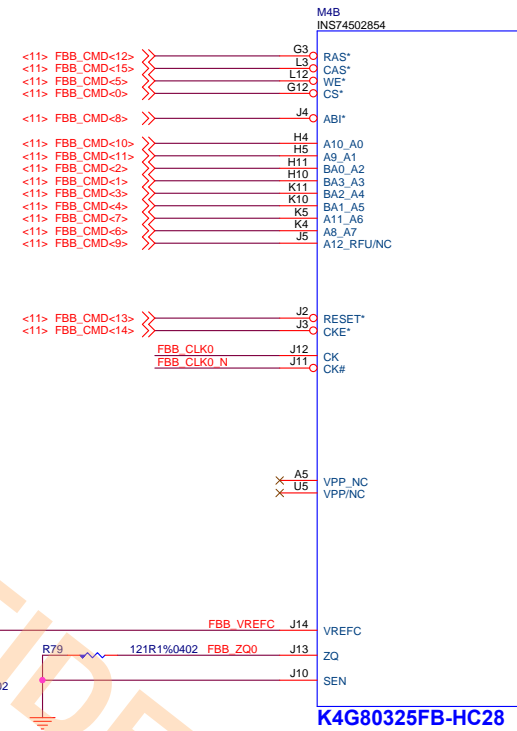 M4B
INS74502854
<11> FBB_CMD<12> G3 RAS*
<11> FBB_CMD<15> L3 CAS*
<11> FBB_CMD<5> L12 WE*
<11> FBB_CMD<0> G12 CS*
<11> FBB_CMD<8> J4 ABI*
<11> FBB_CMD<10> H4 A10_A0
<11> FBB_CMD<11> H5 A9_A1
<11> FBB_CMD<2> H11 BA0_A2
<11> FBB_CMD<1> H10 BA3_A3
<11> FBB_CMD<3> K11 BA2_A4
<11> FBB_CMD<4> K10 BA1_A5
<11> FBB_CMD<7> K5 A11_A6
<11> FBB_CMD<6> K4 A8_A7
<11> FBB_CMD<9> J5 A12_RFU/NC
<11> FBB_CMD<13> J2 RESET*
<11> FBB_CMD<14> J3 CKE*
FBB_CLK0 J12 CK
FBB_CLK0_N J11 CK#
A5 VPP_NC
U5 VPP/NC
FBB_VREFC J14 VREFC
R79 121R1%0402 FBB_ZQ0 J13 ZQ
J10 SEN
K4G80325FB-HC28